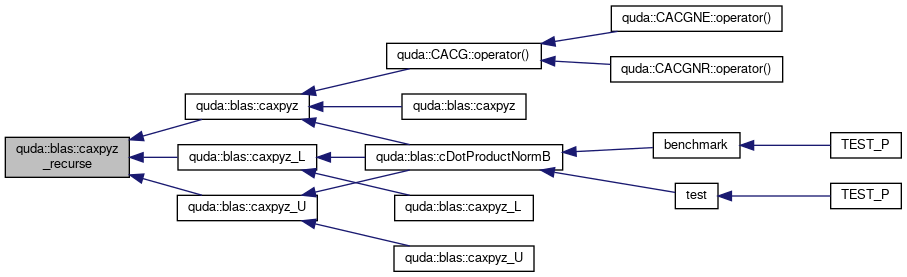 quda::CACGNE::operator()
quda::CACG::operator()
quda::CACGNR::operator()
quda::blas::caxpyz
quda::blas::caxpyz
quda::blas::caxpyz
_recurse
benchmark
TEST_P
quda::blas::caxpyz_L
quda::blas::cDotProductNormB
test
TEST_P
quda::blas::caxpyz_U
quda::blas::caxpyz_L
quda::blas::caxpyz_U